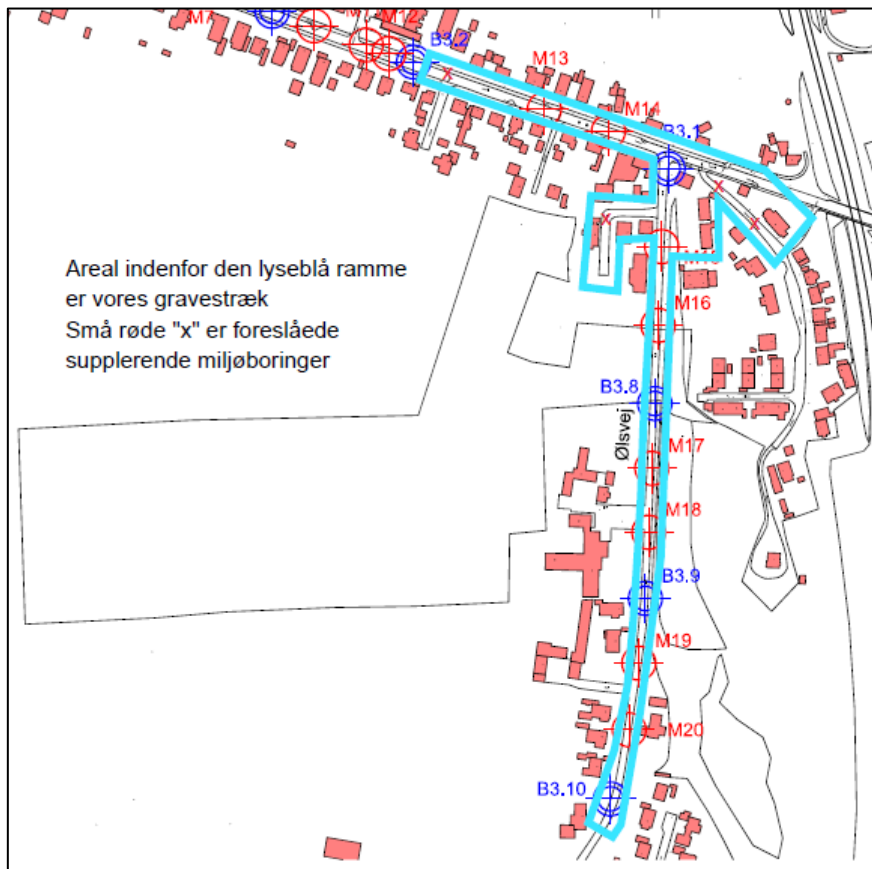 M7
M12
B3.2
M13
M14
B3.1
Areal indenfor den lyseblå ramme
er vores gravestræk
Små røde "x" er foreslåede
supplerende miljøboringer
x
x
x
x
M16
B3.8
Ølsvej
M17
M18
B3.9
M19
M20
B3.10